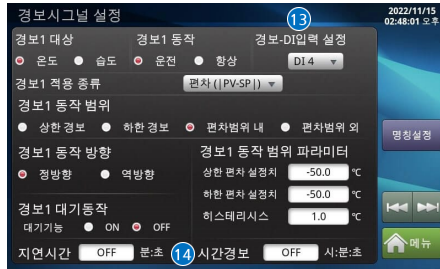 경보시그널 설정
2022/11/15
02:48:01 오후
13
경보1 대상
경보1 동작
경보-DI입력 설정
온도 습도 운전 항상 DI 4
경보1 적용 종류 편차(|PV-SP|)
경보1 동작 범위
상한 경보 하한 경보 편차범위 내 편차범위 외
명칭설정
경보1 동작 방향
정방향 역방향
경보1 동작 범위 파라미터
상한 편차 설정치 -50.0 ℃
하한 편차 설정치 -50.0 ℃
히스테리시스 1.0 ℃
경보1 대기동작
대기기능 ON OFF
지연시간 OFF 분:초 14 시간경보 OFF 시:분:초
메뉴